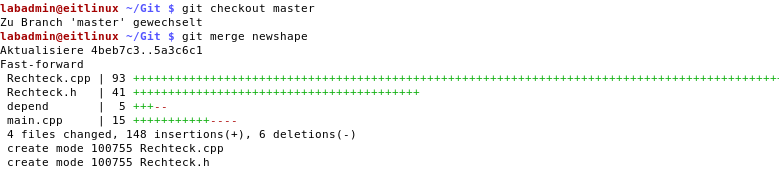 labadmin@eitlinux ~/Git $ git checkout master
Zu Branch 'master' gewechselt
labadmin@eitlinux ~/Git $ git merge newshape
Aktualisiere 4beb7c3..5a3c6c1
Fast-forward
 Rechteck.cpp | 93 +++++++++++++++++++++++++++++++++++++++++++++++++++++++++++++++++++++++++++++++++++++++++++++
 Rechteck.h   | 41 +++++++++++++++++++++++++++++++++++++++++
 depend       |  5 +++--
 main.cpp     | 15 +++++++++++----
 4 files changed, 148 insertions(+), 6 deletions(-)
 create mode 100755 Rechteck.cpp
 create mode 100755 Rechteck.h